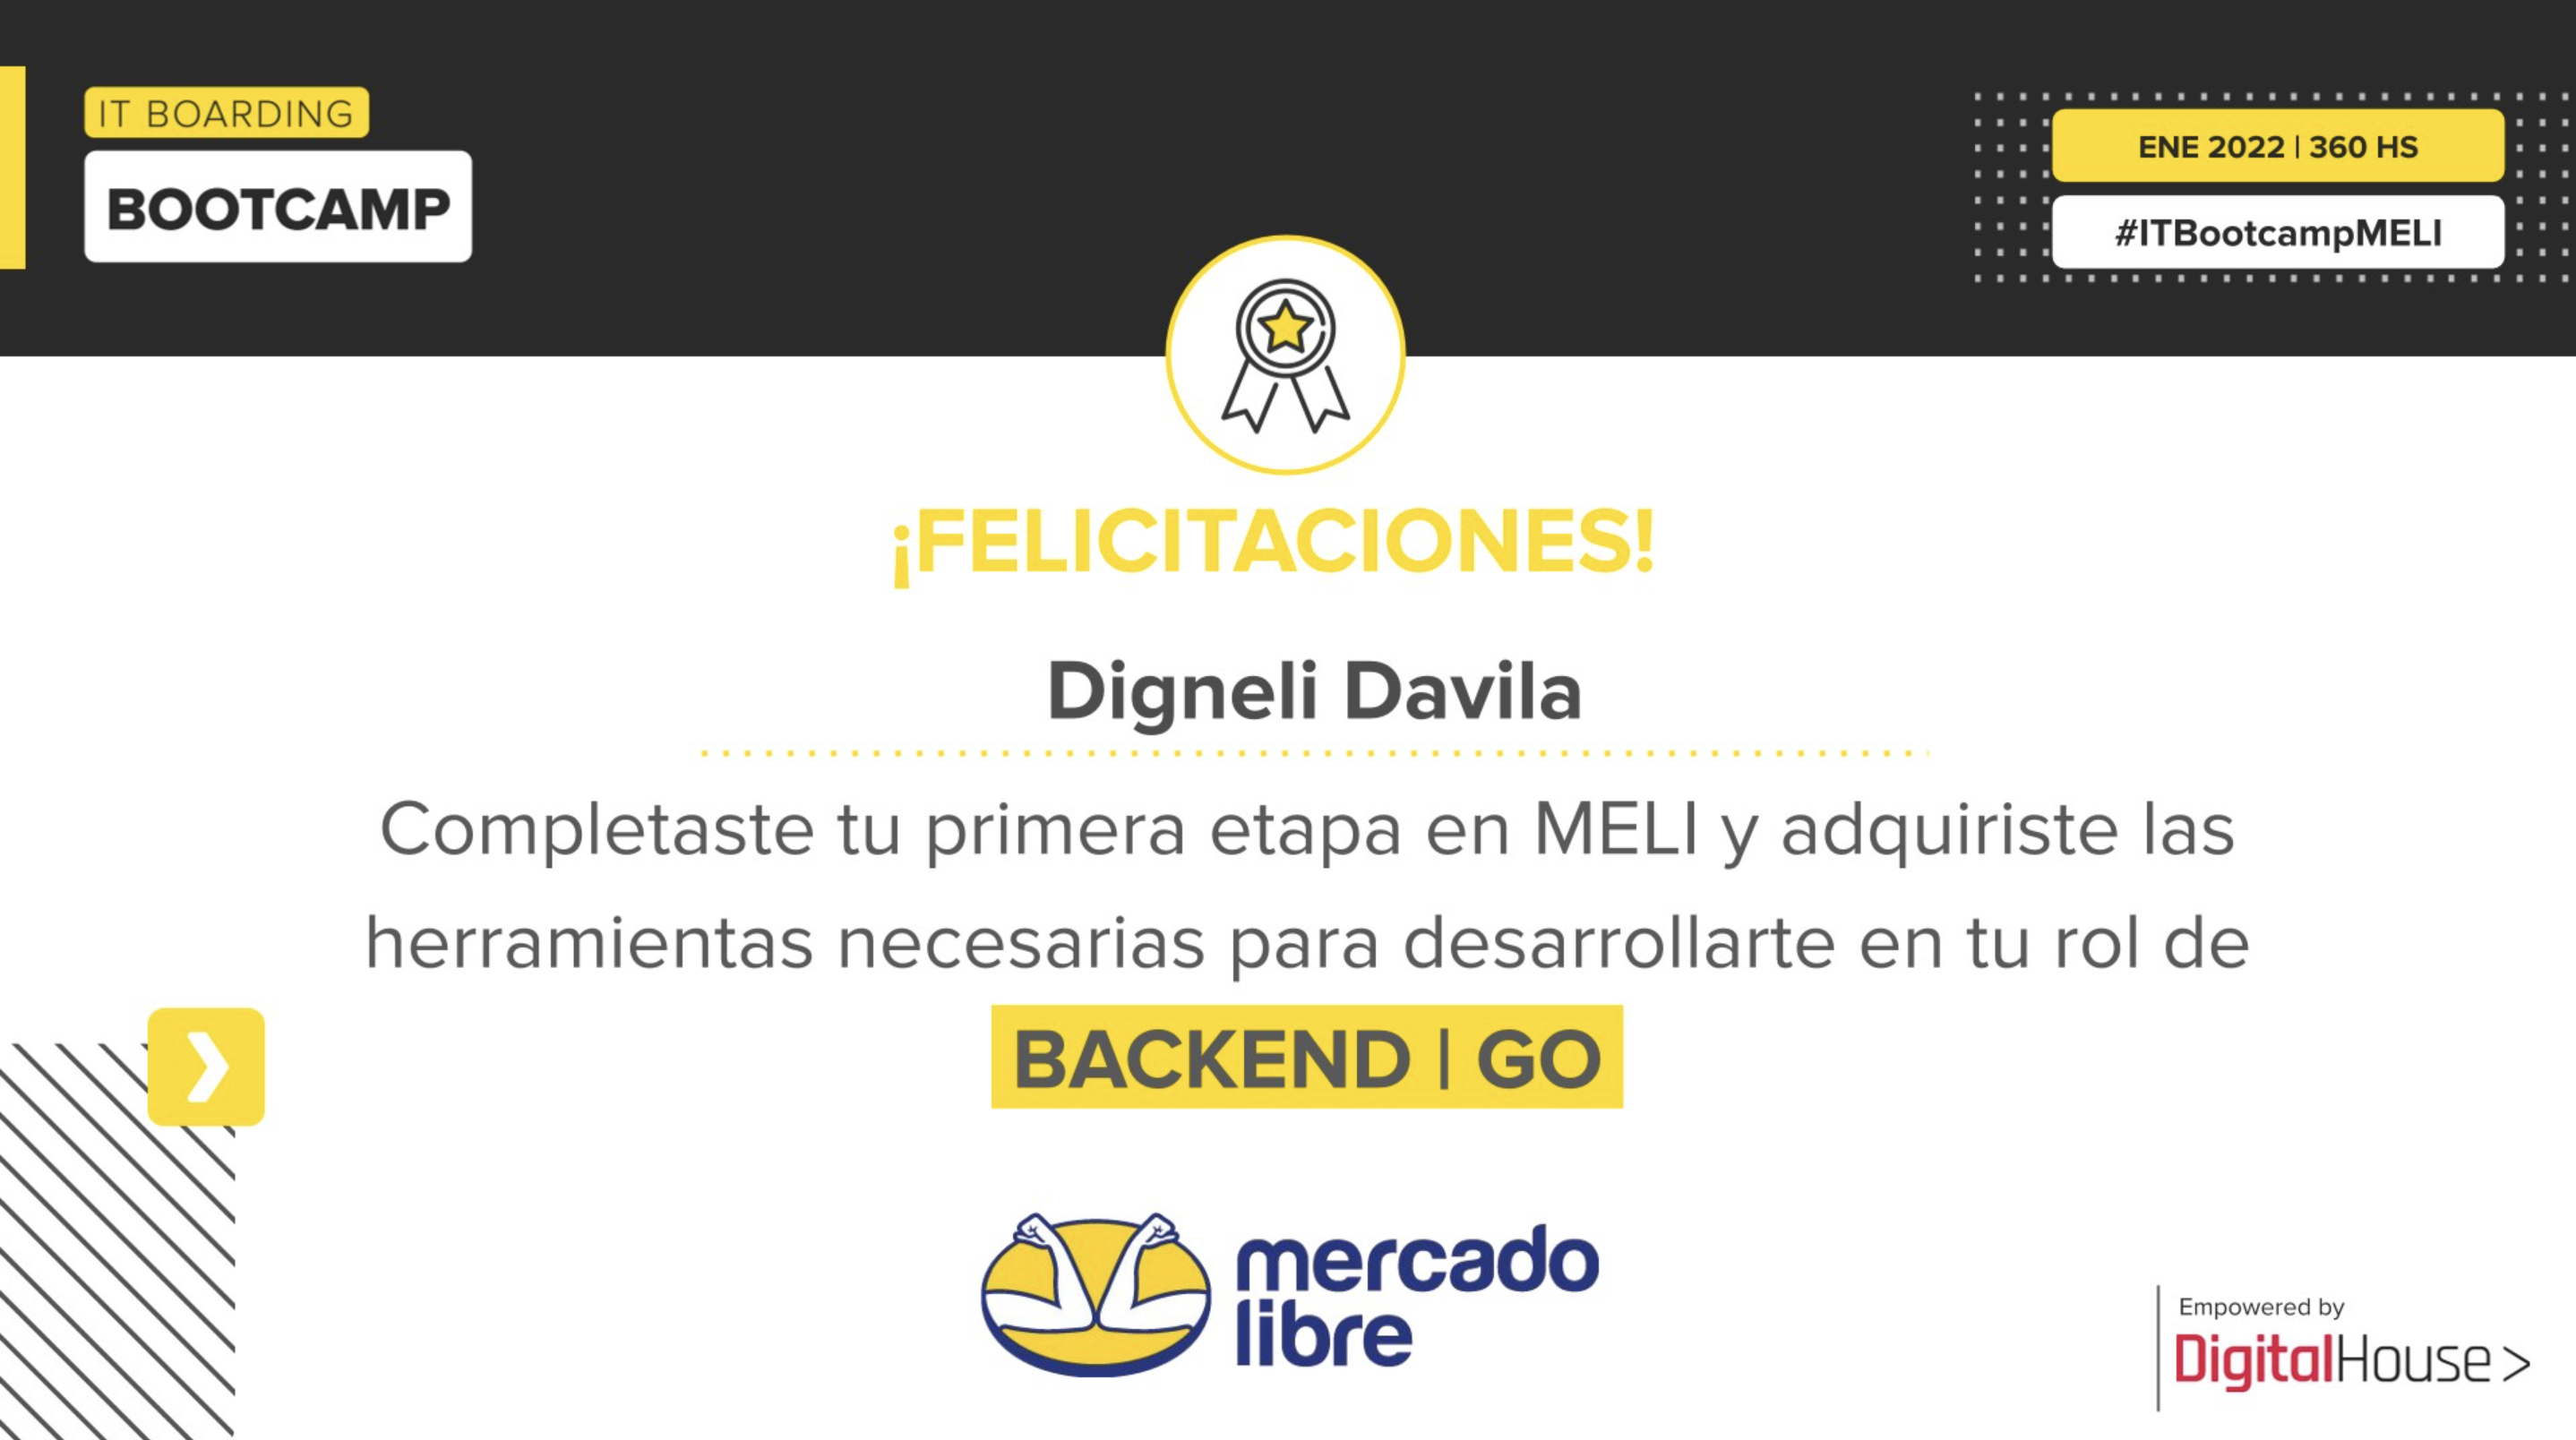 IT BOARDING
BOOTCAMP
ENE 2022 | 360 HS
#ITBootcampMELI
¡FELICITACIONES!
Digneli Davila
Completaste tu primera etapa en MELI y adquiriste las
herramientas necesarias para desarrollarte en tu rol de
BACKEND | GO
mercado
libre
Empowered by
DigitalHouse>